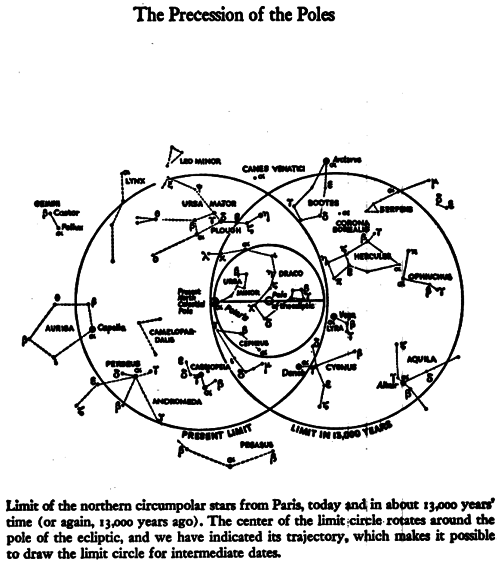 The Precession of the Poles
LEO MINOR
CANES VENATICI
Arcturus
LYNX
GEMINI
Castor
Pollux
URSA MAJOR
PLOUGH
BOOTES
CORONA
BOREALIS
SERPENS
HERCULES
OPHIUCHUS
URSA
MINOR
DRACO
Present
North
Celestial
Pole
Polaris
Pole
of the ecliptic
AURIGA
Capella
CAMELOPAR-
DALIS
CEPHEUS
Vega
LYRA
PERSEUS
CASSIOPEIA
ANDROMEDA
Deneb
CYGNUS
AQUILA
Altair
PRESENT LIMIT
LIMIT IN 13,000 YEARS
PEGASUS
Limit of the northern circumpolar stars from Paris, today and in about 13,000 years'
time (or again, 13,000 years ago). The center of the limit circle rotates around the
pole of the ecliptic, and we have indicated its trajectory, which makes it possible
to draw the limit circle for intermediate dates.